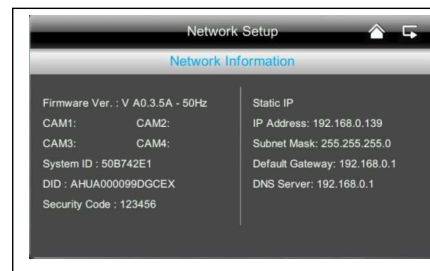 Network Setup
Network Information
Firmware Ver. : V A0.3.5A - 50Hz
CAM1: CAM2:
CAM3: CAM4:
System ID : 50B742E1
DID : AHUA000099DGCEX
Security Code : 123456
Static IP
IP Address: 192.168.0.139
Subnet Mask: 255.255.255.0
Default Gateway: 192.168.0.1
DNS Server: 192.168.0.1